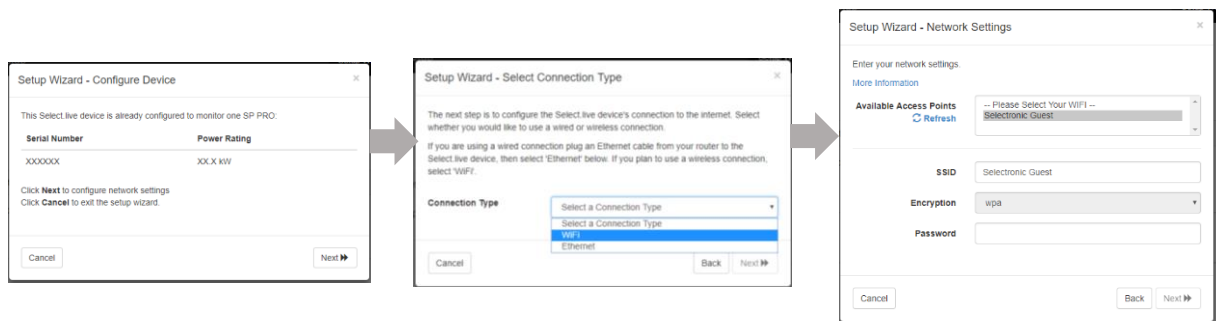 Setup Wizard - Configure Device ×
This Select.live device is already configured to monitor one SP PRO:
Serial Number Power Rating
XXXXXX XX.X kW
Click Next to configure network settings
Click Cancel to exit the setup wizard.
Cancel Next
Setup Wizard - Select Connection Type ×
The next step is to configure the Select.live device's connection to the internet. Select
whether you would like to use a wired or wireless connection.
If you are using a wired connection plug an Ethernet cable from your router to the
Select.live device, then select 'Ethernet' below. If you plan to use a wireless connection,
select 'WiFi'.
Connection Type Select a Connection Type
Select a Connection Type
WIFI
Ethernet
Cancel Back Next
Setup Wizard - Network Settings ×
Enter your network settings.
More Information
Available Access Points -- Please Select Your WIFI --
Refresh Selectronic Guest
SSID Selectronic Guest
Encryption wpa
Password
Cancel Back Next